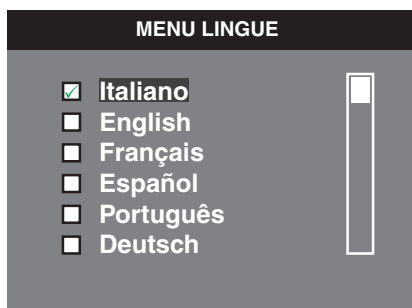 MENU LINGUE
Italiano
English
Français
Español
Português
Deutsch